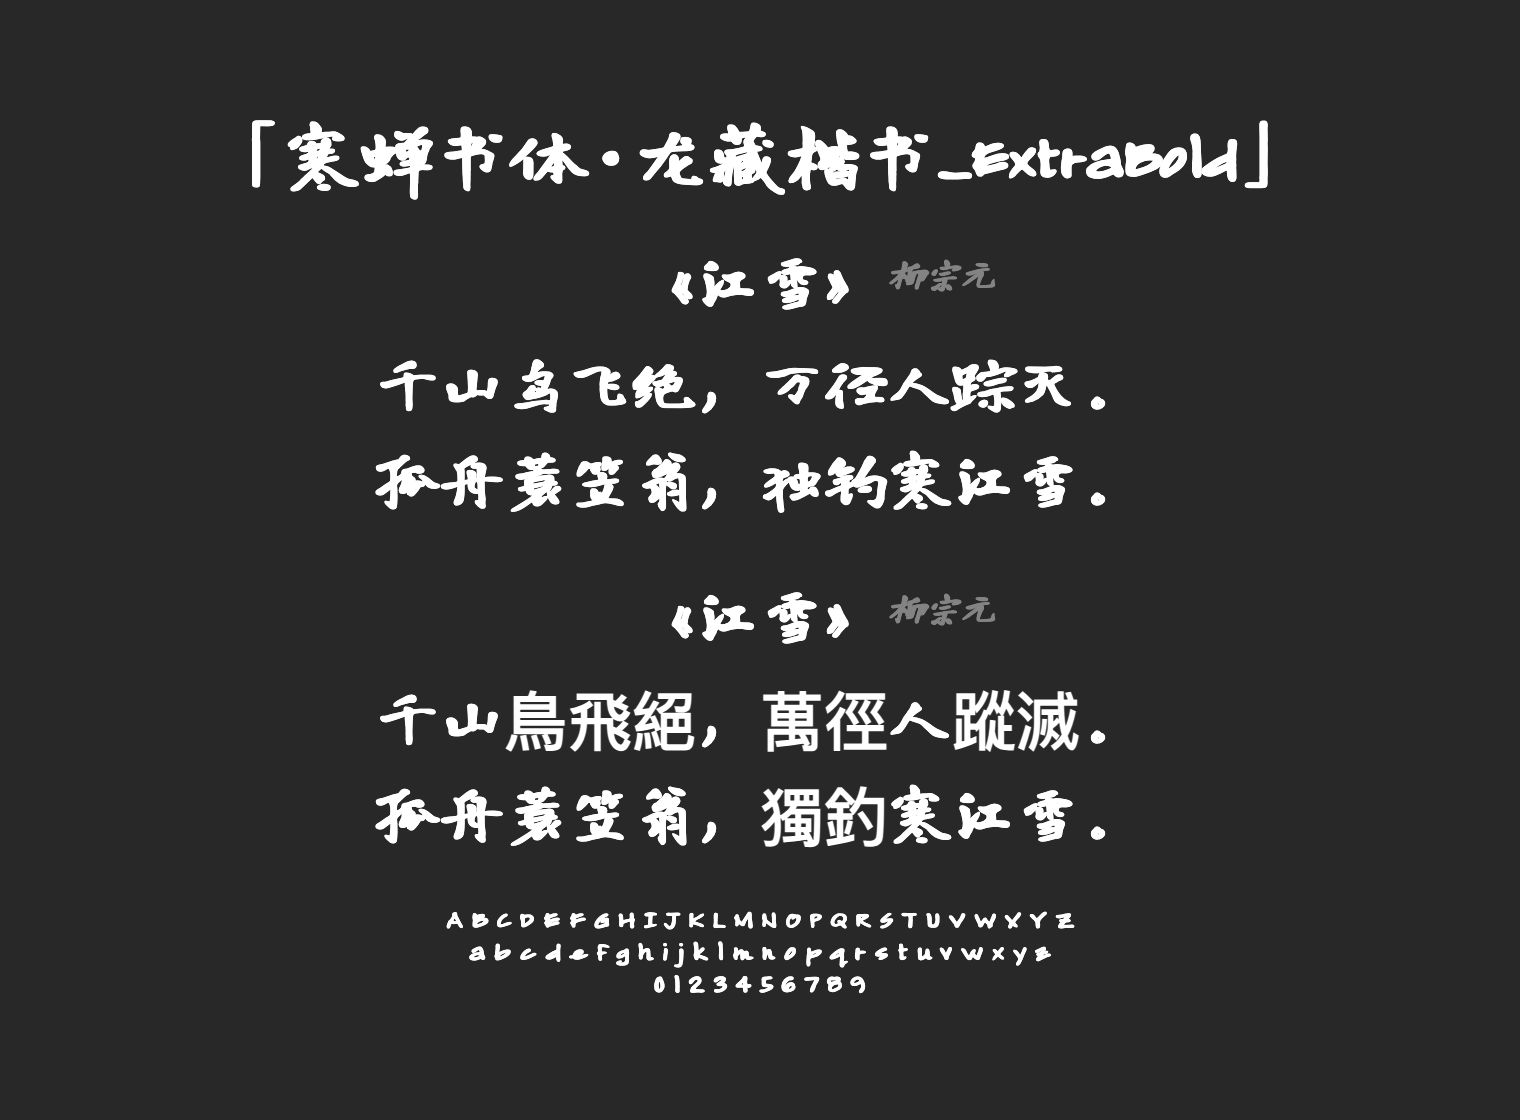 「寒蝉书体·龙藏楷书_ExtraBold」
《江雪》 柳宗元
千山鸟飞绝，万径人踪灭。
孤舟蓑笠翁，独钓寒江雪。
《江雪》 柳宗元
千山鳥飛絕，萬徑人蹤滅。
孤舟蓑笠翁，獨釣寒江雪。
ABCDEFGHIJKLMNOPQRSTUVWXYZ
abcdefghijklmnopqrstuvwxyz
0123456789